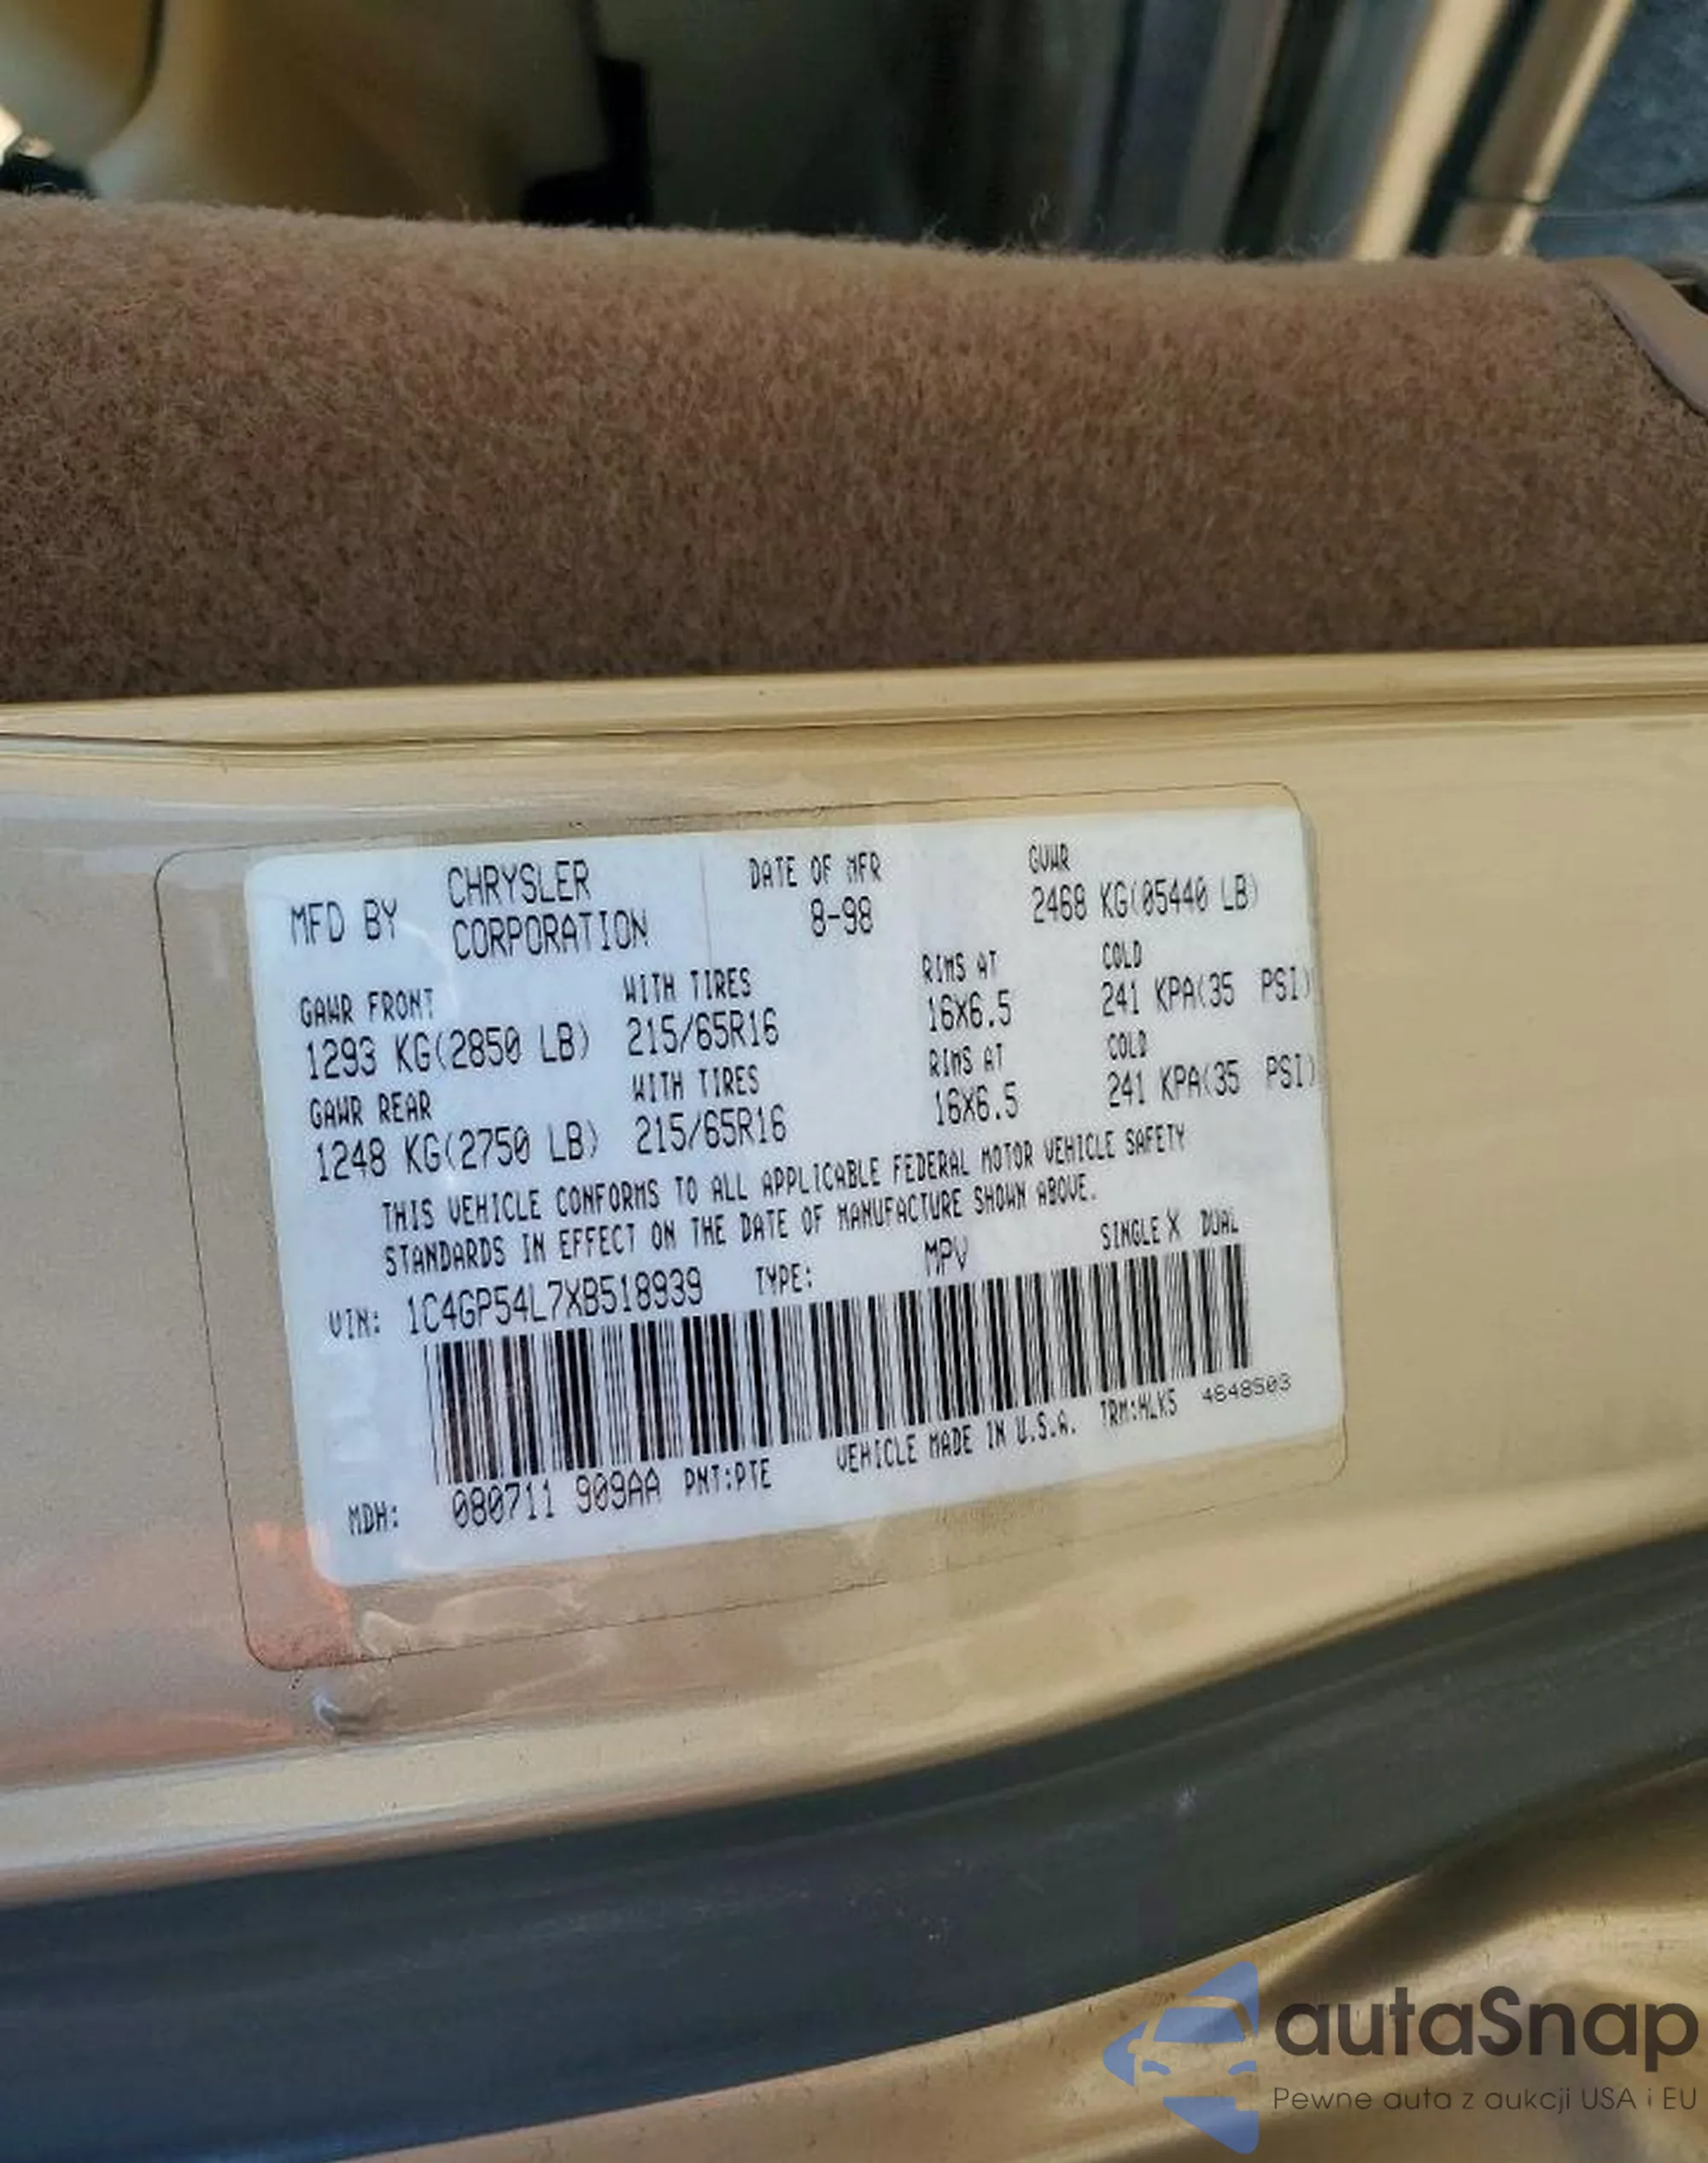 MFD BY CHRYSLER CORPORATION DATE OF MFR 8-98 GVWR 2468 KG(05440 LB)
GAWR FRONT WITH TIRES RIMS AT COLD
1293 KG(2850 LB) 215/65R16 16X6.5 241 KPA(35 PSI)
GAWR REAR WITH TIRES RIMS AT COLD
1248 KG(2750 LB) 215/65R16 16X6.5 241 KPA(35 PSI)
THIS VEHICLE CONFORMS TO ALL APPLICABLE FEDERAL MOTOR VEHICLE SAFETY
STANDARDS IN EFFECT ON THE DATE OF MANUFACTURE SHOWN ABOVE.
VIN: 1C4GP54L7XB518939 TYPE: MPV SINGLE X DUAL
MDH: 080711 909AA PNT:PTE VEHICLE MADE IN U.S.A. TRM:HLK5 4648503
autaSnap
Pewne auta z aukcji USA i EU